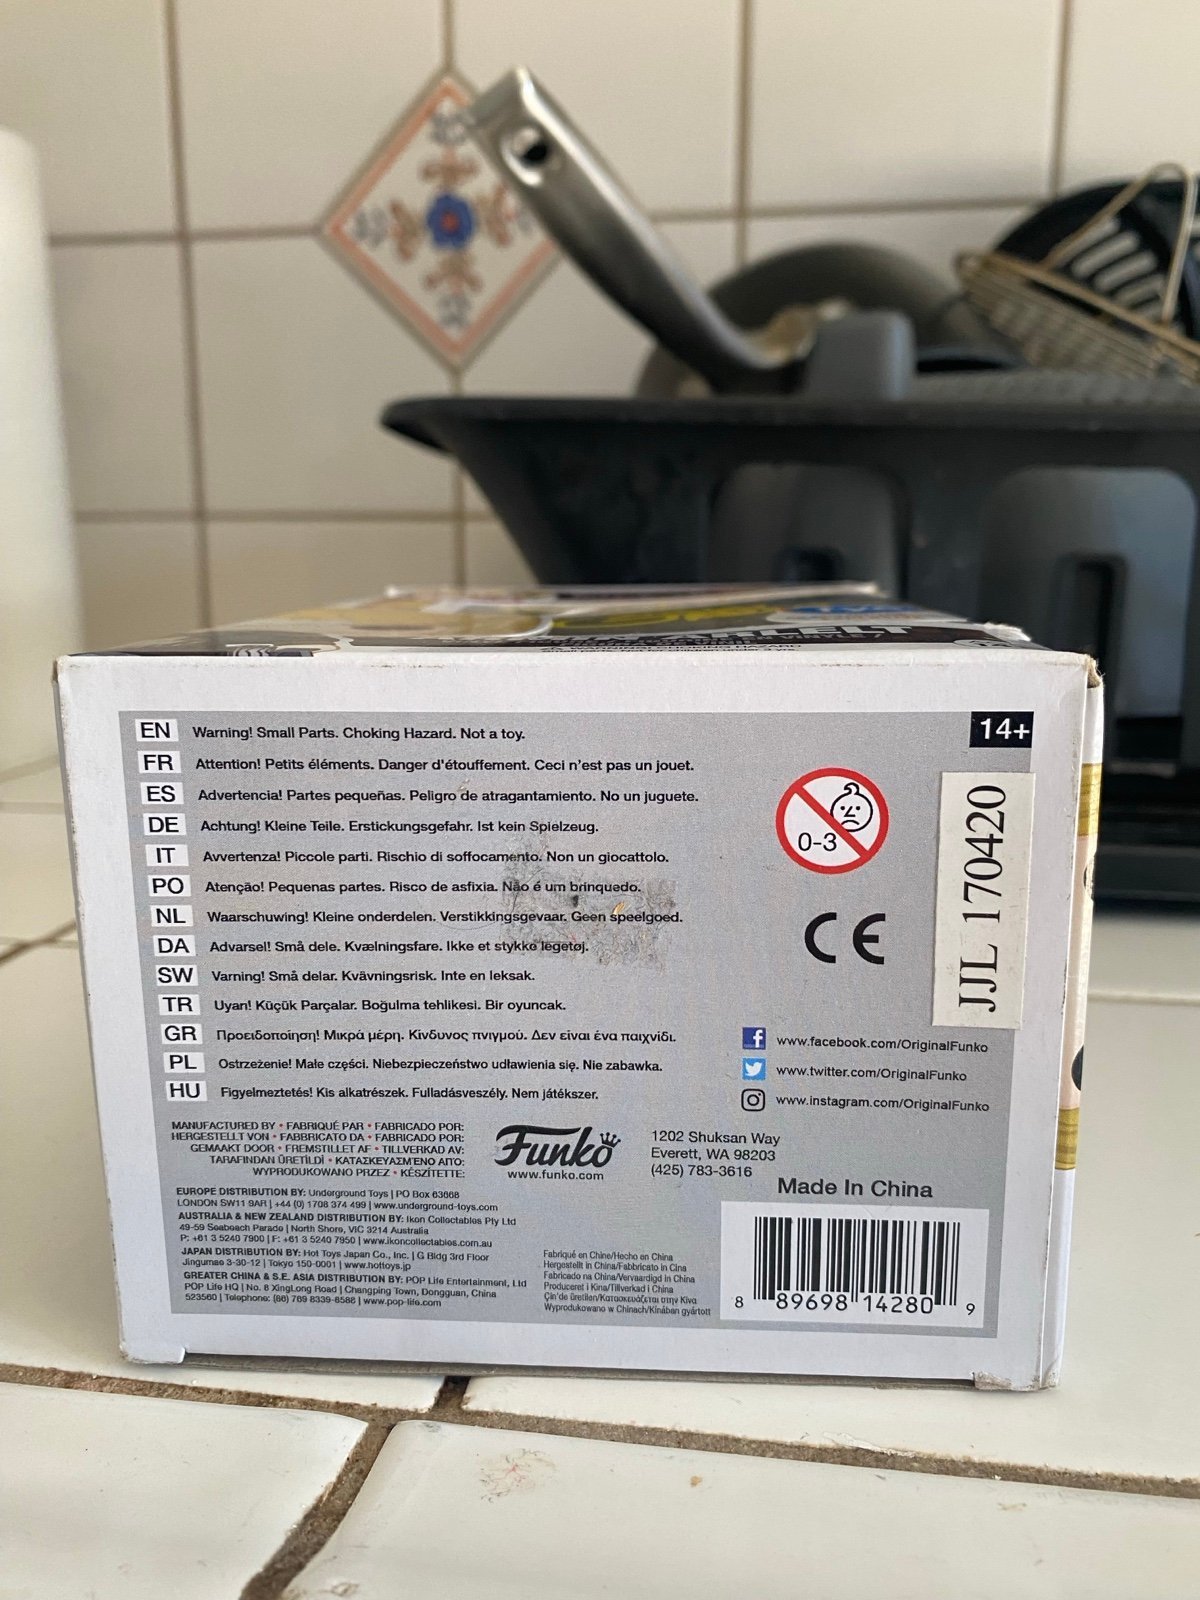 EN Warning! Small Parts. Choking Hazard. Not a toy.
FR Attention! Petits éléments. Danger d'étouffement. Ceci n'est pas un jouet.
ES Advertencia! Partes pequeñas. Peligro de atragantamiento. No un juguete.
DE Achtung! Kleine Teile. Erstickungsgefahr. Ist kein Spielzeug.
IT Avvertenza! Piccole parti. Rischio di soffocamento. Non un giocattolo.
PO Atenção! Pequenas partes. Risco de asfixia. Não é um brinquedo.
NL Waarschuwing! Kleine onderdelen. Verstikkingsgevaar. Geen speelgoed.
DA Advarsel! Små dele. Kvælningsfare. Ikke et stykke legetøj.
SW Varning! Små delar. Kvävningsrisk. Inte en leksak.
TR Uyarı! Küçük Parçalar. Boğulma tehlikesi. Bir oyuncak.
GR Προειδοποίηση! Μικρά μέρη. Κίνδυνος πνιγμού. Δεν είναι ένα παιχνίδι.
PL Ostrzeżenie! Małe części. Niebezpieczeństwo udławienia się. Nie zabawka.
HU Figyelmeztetés! Kis alkatrészek. Fulladásveszély. Nem játékszer.
14+
0-3
CE
JJL 170420
www.facebook.com/OriginalFunko
www.twitter.com/OriginalFunko
www.instagram.com/OriginalFunko
MANUFACTURED BY • FABRIQUÉ PAR • FABRICADO POR:
HERGESTELLT VON • FABBRICATO DA • FABRICADO POR:
GEMAAKT DOOR • FREMSTILLET AF • TILLVERKAD AV:
TARAFINDAN ÜRETİLDİ • ΚΑΤΑΣΚΕΥΑΣΜΈΝΟ ΑΠΌ:
WYPRODUKOWANO PRZEZ • KÉSZÍTETTE:
Funko
www.funko.com
1202 Shuksan Way
Everett, WA 98203
(425) 783-3616
Made In China
EUROPE DISTRIBUTION BY: Underground Toys | PO Box 63668
LONDON SW11 9AR | +44 (0) 1708 374 499 | www.underground-toys.com
AUSTRALIA & NEW ZEALAND DISTRIBUTION BY: Ikon Collectables Pty Ltd
49-59 Seabeach Parade | North Shore, VIC 3214 Australia
P: +61 3 5240 7900 | F: +61 3 5240 7950 | www.ikoncollectables.com.au
JAPAN DISTRIBUTION BY: Hot Toys Japan Co., Inc. | G Bldg 3rd Floor
Jingumae 3-30-12 | Tokyo 150-0001 | www.hottoys.jp
GREATER CHINA & S.E. ASIA DISTRIBUTION BY: POP Life Entertainment, Ltd
POP Life HQ | No. 6 XingLong Road | Changping Town, Dongguan, China
523560 | Telephone: (86) 769 8339-6586 | www.pop-life.com
Fabriqué en Chine/Hecho en China
Hergestellt in China/Fabbricato in Cina
Fabricado na China/Vervaardigd in China
Produceret i Kina/Tillverkad i China
Çin'de üretilen/Κατασκευάζεται στην Κίνα
Wyprodukowano w Chinach/Kínában gyártott
8 89698 14280 9